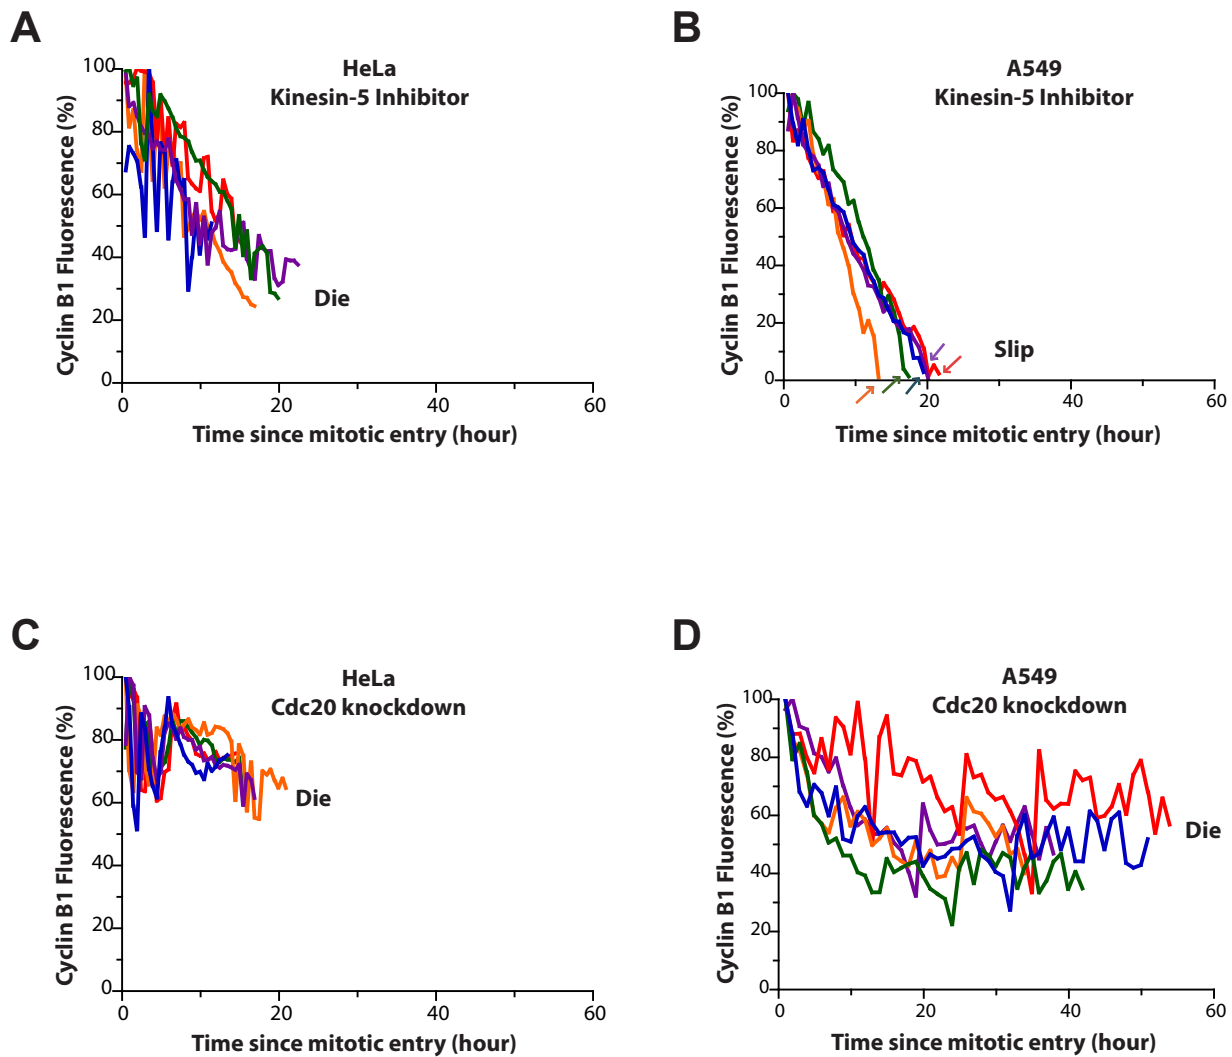 A
HeLa
Kinesin-5 Inhibitor
Cyclin B1 Fluorescence (%)
100
80
60
40
20
0
Die
0 20 40 60
Time since mitotic entry (hour)
B
A549
Kinesin-5 Inhibitor
Cyclin B1 Fluorescence (%)
100
80
60
40
20
0
Slip
0 20 40 60
Time since mitotic entry (hour)
C
HeLa
Cdc20 knockdown
Cyclin B1 Fluorescence (%)
100
80
60
40
20
0
Die
0 20 40 60
Time since mitotic entry (hour)
D
A549
Cdc20 knockdown
Cyclin B1 Fluorescence (%)
100
80
60
40
20
0
Die
0 20 40 60
Time since mitotic entry (hour)